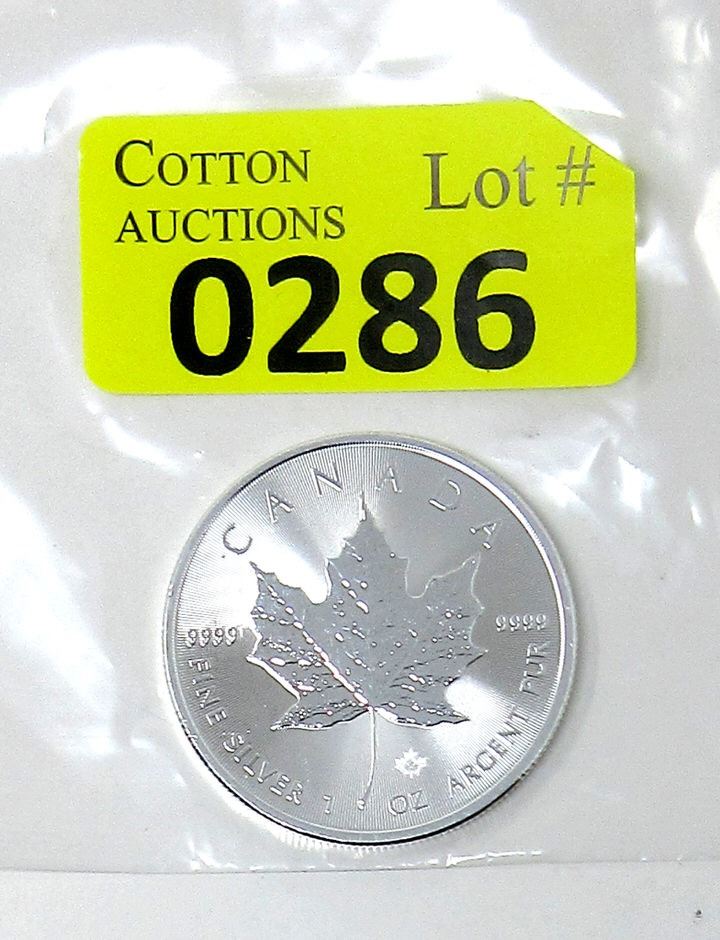 COTTON
AUCTIONS
Lot #
0286
CANADA
9999
9999
FINE SILVER 1 OZ ARGENT PUR